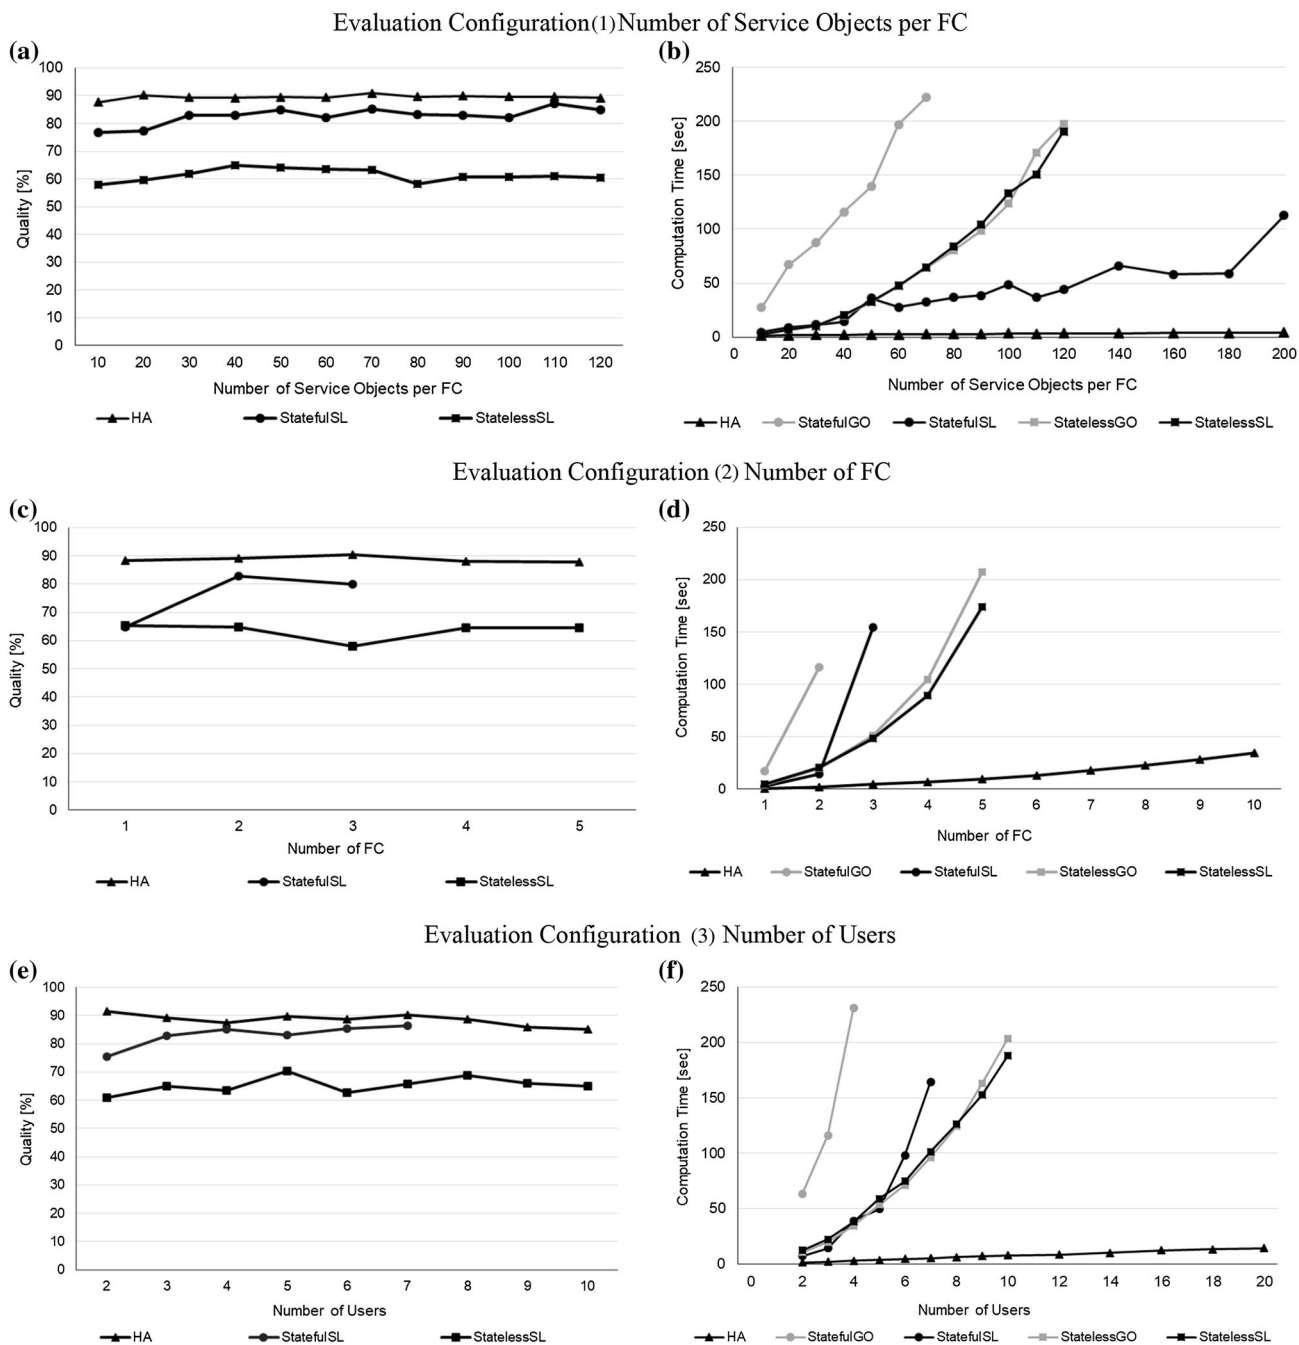 Evaluation Configuration (1) Number of Service Objects per FC
(a)
100
90
80
70
60
50
40
30
20
10
0
Quality [%]
10 20 30 40 50 60 70 80 90 100 110 120
Number of Service Objects per FC
HA StatefulSL StatelessSL
(b)
250
200
150
100
50
0
Computation Time [sec]
0 20 40 60 80 100 120 140 160 180 200
Number of Service Objects per FC
HA StatefulGO StatefulSL StatelessGO StatelessSL
Evaluation Configuration (2) Number of FC
(c)
100
90
80
70
60
50
40
30
20
10
0
Quality [%]
1 2 3 4 5
Number of FC
HA StatefulSL StatelessSL
(d)
250
200
150
100
50
0
Computation Time [sec]
1 2 3 4 5 6 7 8 9 10
Number of FC
HA StatefulGO StatefulSL StatelessGO StatelessSL
Evaluation Configuration (3) Number of Users
(e)
100
90
80
70
60
50
40
30
20
10
0
Quality [%]
2 3 4 5 6 7 8 9 10
Number of Users
HA StatefulSL StatelessSL
(f)
250
200
150
100
50
0
Computation Time [sec]
0 2 4 6 8 10 12 14 16 18 20
Number of Users
HA StatefulGO StatefulSL StatelessGO StatelessSL